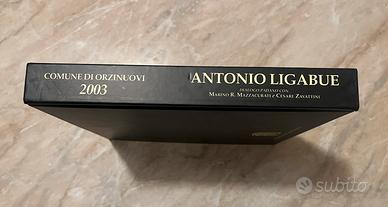 COMUNE DI ORZINUOVI
2003
ANTONIO LIGABUE
DIALOGO PADANO CON
MARINO R. MAZZACURATI E CESARE ZAVATTINI
subito